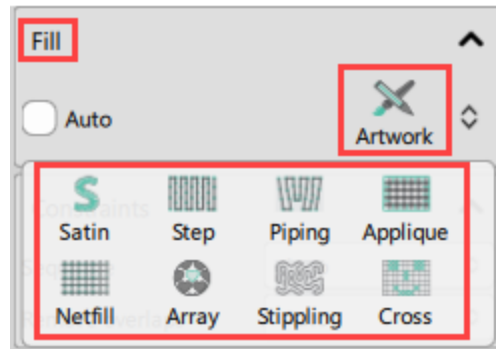 Fill
Auto
Artwork
Satin Step Piping Applique
Netfill Array Stippling Cross